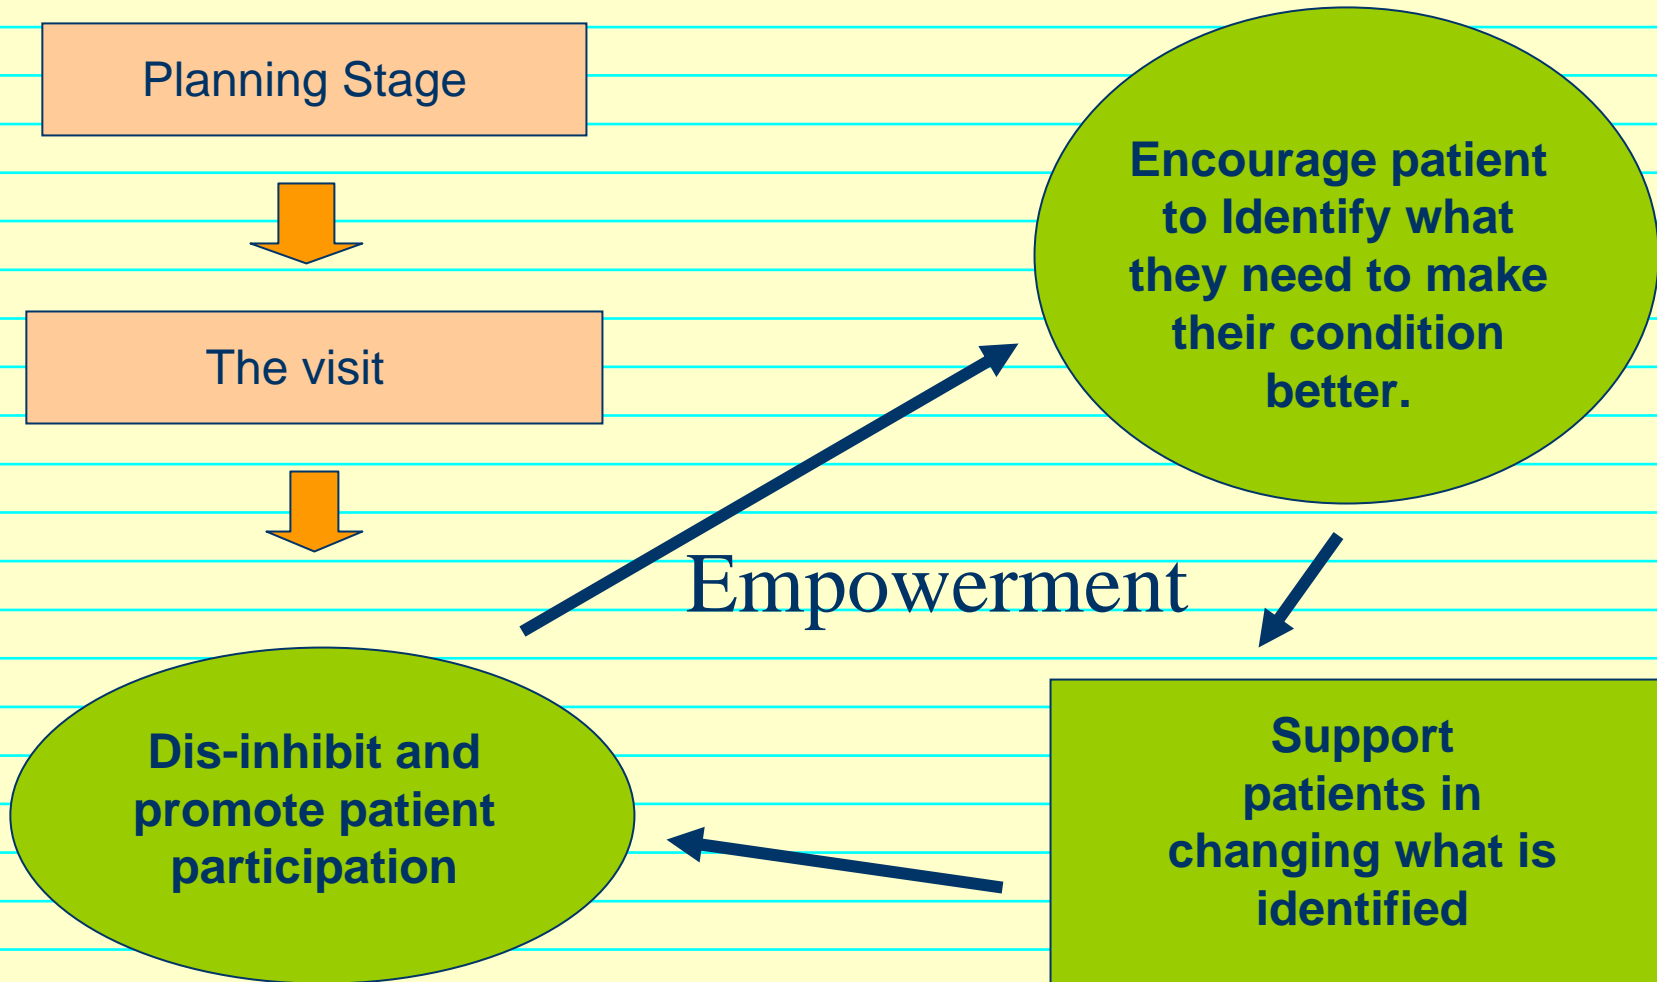 Planning Stage
The visit
Encourage patient
to Identify what
they need to make
their condition
better.
Empowerment
Dis-inhibit and
promote patient
participation
Support
patients in
changing what is
identified